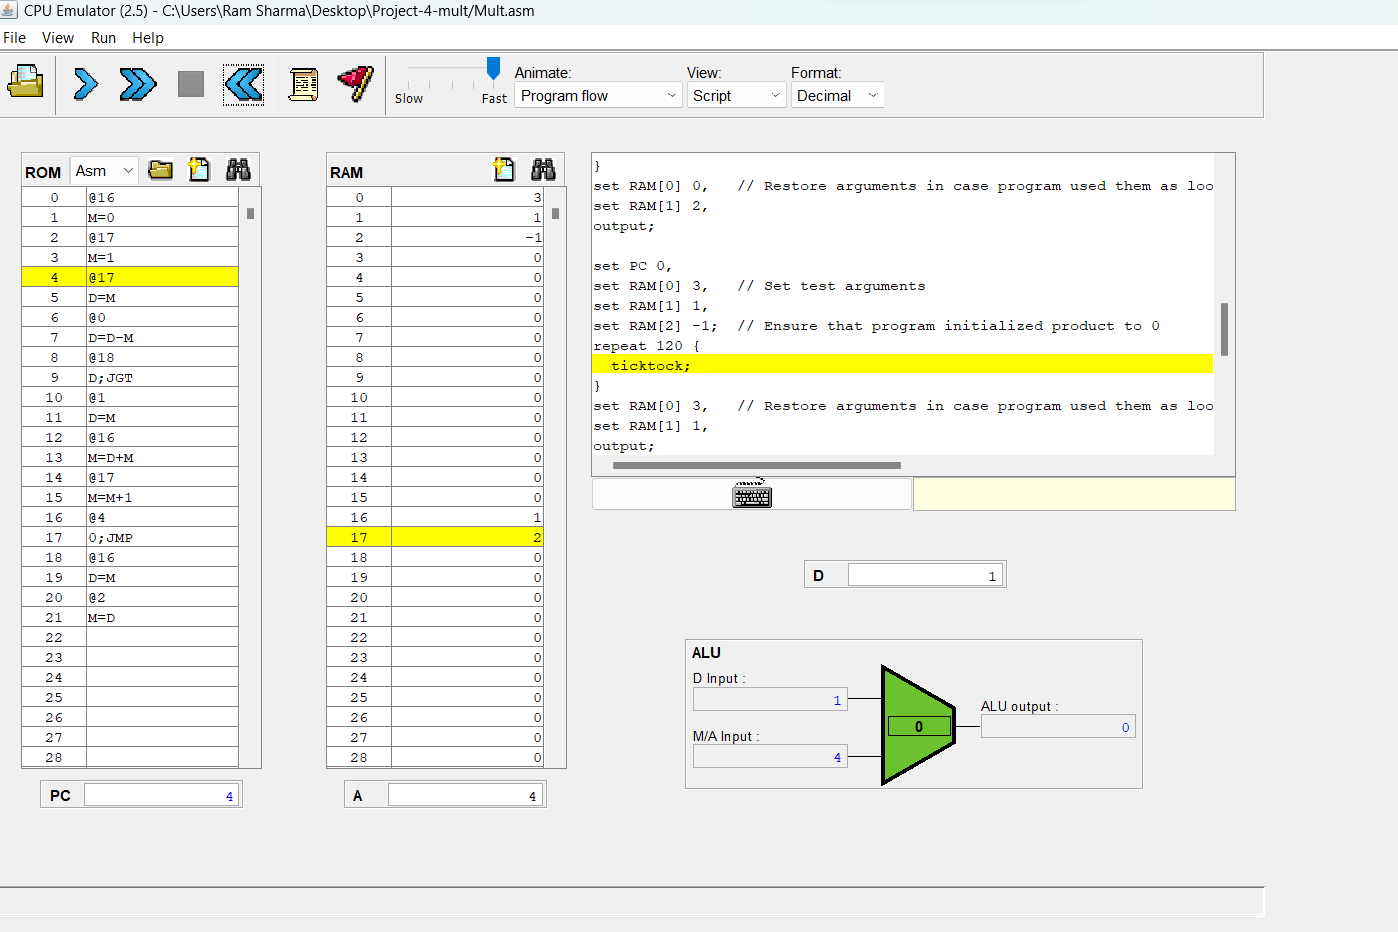 CPU Emulator (2.5) - C:\Users\Ram Sharma\Desktop\Project-4-mult/Mult.asm
File View Run Help
Slow Fast
Animate: Program flow
View: Script
Format: Decimal
ROM Asm
0 @16
1 M=0
2 @17
3 M=1
4 @17
5 D=M
6 @0
7 D=D-M
8 @18
9 D;JGT
10 @1
11 D=M
12 @16
13 M=D+M
14 @17
15 M=M+1
16 @4
17 0;JMP
18 @16
19 D=M
20 @2
21 M=D
22
23
24
25
26
27
28
PC 4
RAM
0 3
1 1
2 -1
3 0
4 0
5 0
6 0
7 0
8 0
9 0
10 0
11 0
12 0
13 0
14 0
15 0
16 1
17 2
18 0
19 0
20 0
21 0
22 0
23 0
24 0
25 0
26 0
27 0
28 0
A 4
}
set RAM[0] 0,   // Restore arguments in case program used them as loo
set RAM[1] 2,
output;
set PC 0,
set RAM[0] 3,   // Set test arguments
set RAM[1] 1,
set RAM[2] -1;  // Ensure that program initialized product to 0
repeat 120 {
ticktock;
}
set RAM[0] 3,   // Restore arguments in case program used them as loo
set RAM[1] 1,
output;
D 1
ALU
D Input :
1
M/A Input :
4
0
ALU output :
0